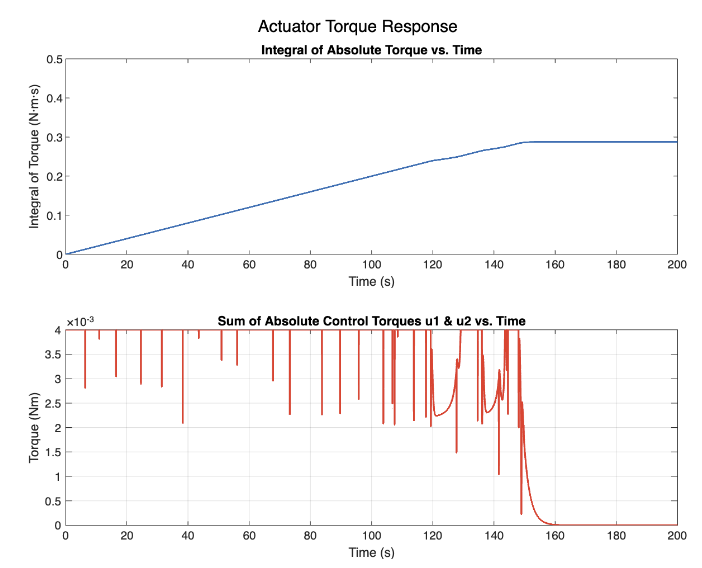 Actuator Torque Response
Integral of Absolute Torque vs. Time
0.5
0.4
0.3
0.2
0.1
0
Integral of Torque (N·m·s)
0 20 40 60 80 100 120 140 160 180 200
Time (s)
×10-3
Sum of Absolute Control Torques u1 & u2 vs. Time
4
3.5
3
2.5
2
1.5
1
0.5
0
Torque (Nm)
0 20 40 60 80 100 120 140 160 180 200
Time (s)